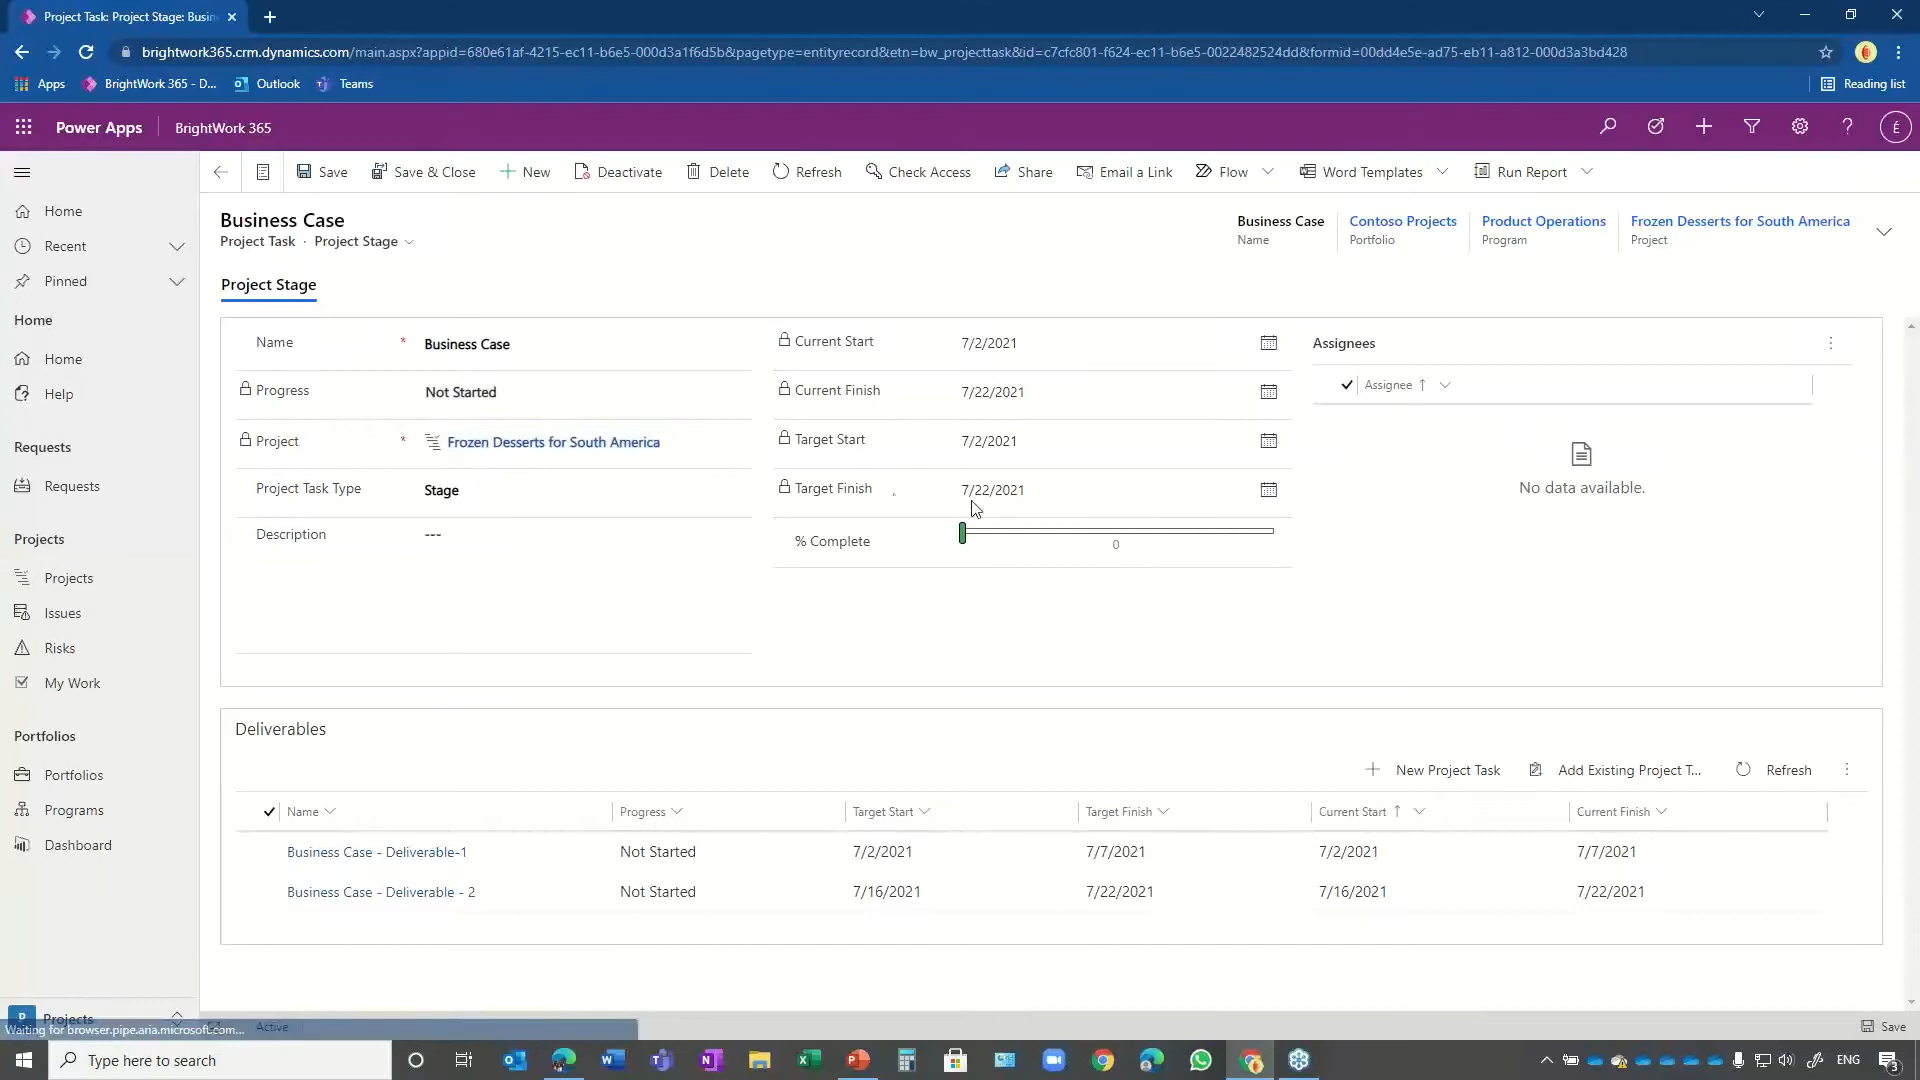 Project Task: Project Stage: Busin
brightwork365.crm.dynamics.com/main.aspx?appid=680e61af-4215-ec11-b6e5-000d3a1f6d5b&pagetype=entityrecord&etn=bw_projecttask&id=c7cfc801-f624-ec11-b6e5-0022482524dd&formid=00dd4e5e-ad75-eb11-a812-000d3a3bd428
Apps BrightWork 365 - D... Outlook Teams Reading list
Power Apps BrightWork 365 É
Save Save & Close New Deactivate Delete Refresh Check Access Share Email a Link Flow Word Templates Run Report
Home
Recent
Pinned
Home
Home
Help
Requests
Requests
Projects
Projects
Issues
Risks
My Work
Portfolios
Portfolios
Programs
Dashboard
P Projects
Business Case
Project Task · Project Stage
Business Case Contoso Projects Product Operations Frozen Desserts for South America
Name Portfolio Program Project
Project Stage
Name * Business Case
Progress Not Started
Project * Frozen Desserts for South America
Project Task Type Stage
Description ---
Current Start 7/2/2021
Current Finish 7/22/2021
Target Start 7/2/2021
Target Finish 7/22/2021
% Complete 0
Assignees
Assignee ↑
No data available.
Deliverables
New Project Task Add Existing Project T... Refresh
Name Progress Target Start Target Finish Current Start ↑ Current Finish
Business Case - Deliverable-1 Not Started 7/2/2021 7/7/2021 7/2/2021 7/7/2021
Business Case - Deliverable - 2 Not Started 7/16/2021 7/22/2021 7/16/2021 7/22/2021
Waiting for browser.pipe.aria.microsoft.com...
Active
Save
Type here to search
ENG
3